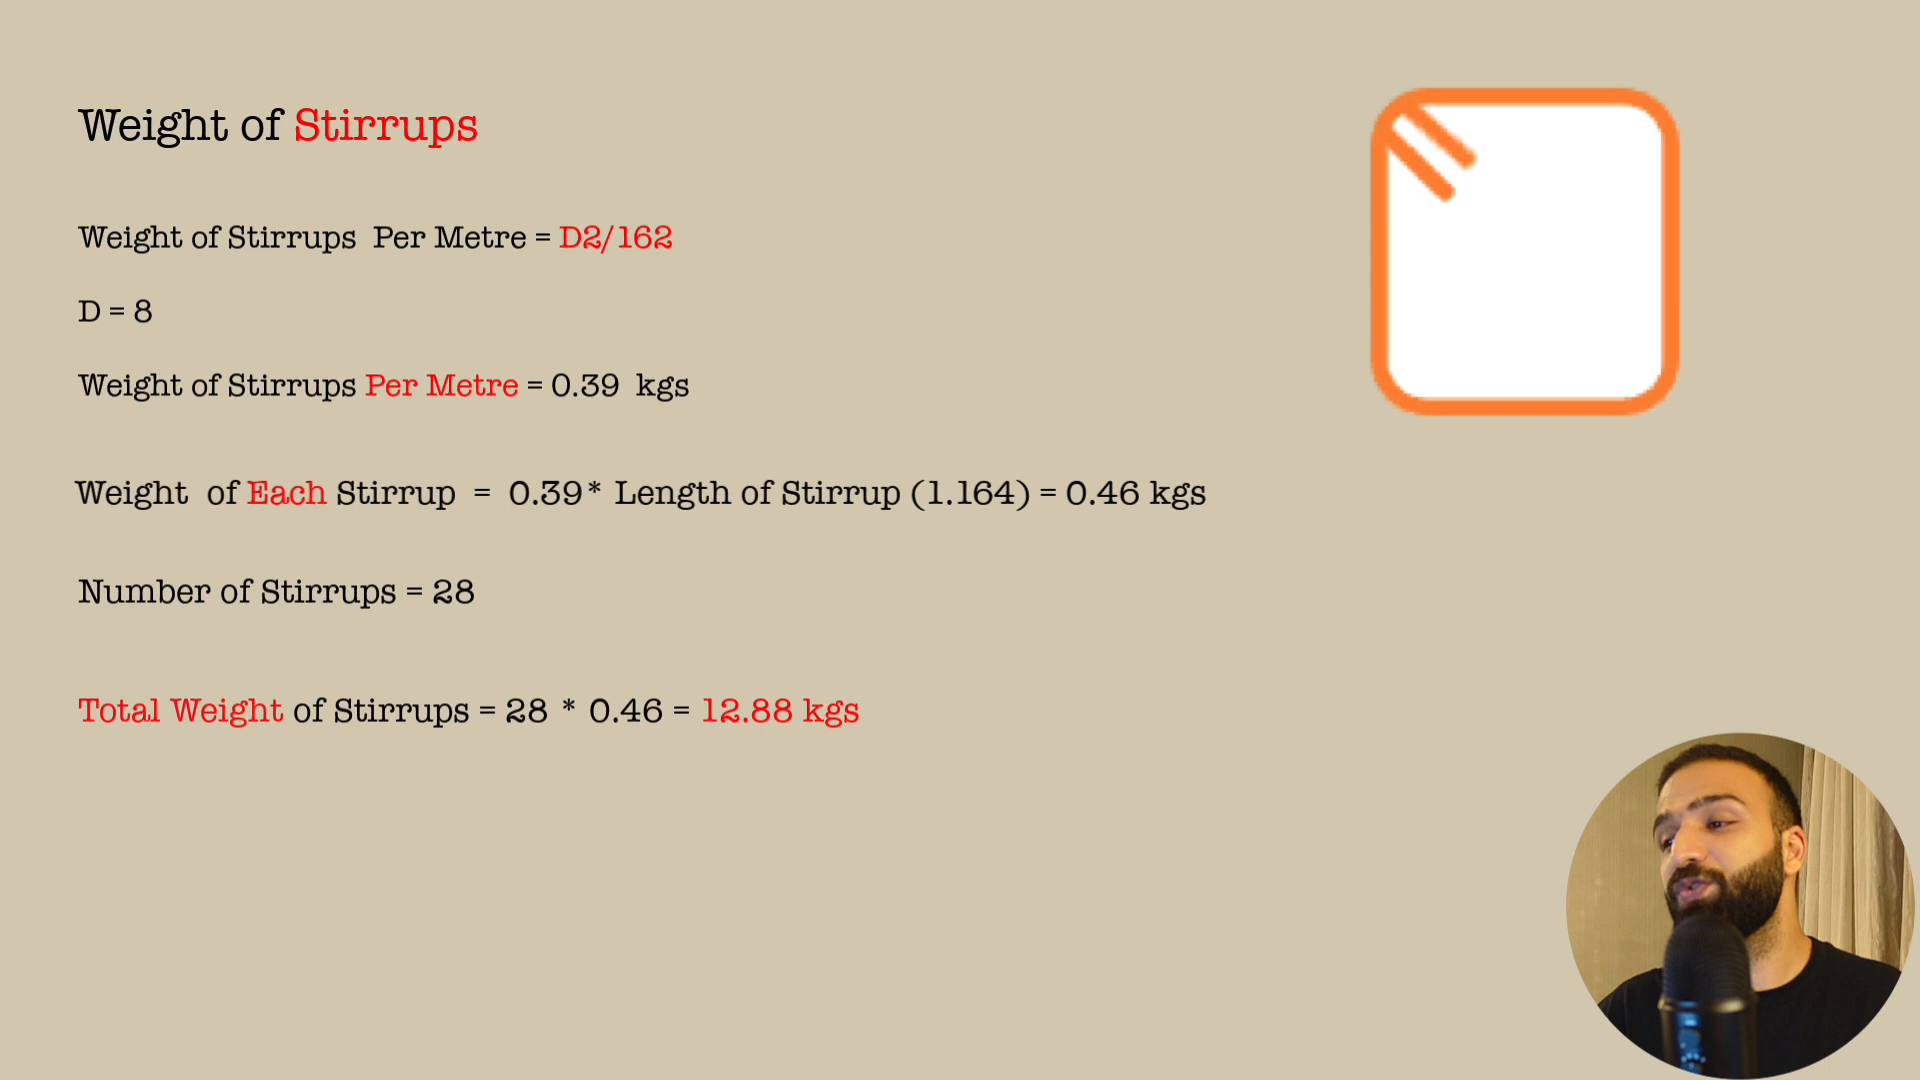 Weight of Stirrups
Weight of Stirrups Per Metre = D2/162
D = 8
Weight of Stirrups Per Metre = 0.39 kgs
Weight of Each Stirrup = 0.39* Length of Stirrup (1.164) = 0.46 kgs
Number of Stirrups = 28
Total Weight of Stirrups = 28 * 0.46 = 12.88 kgs